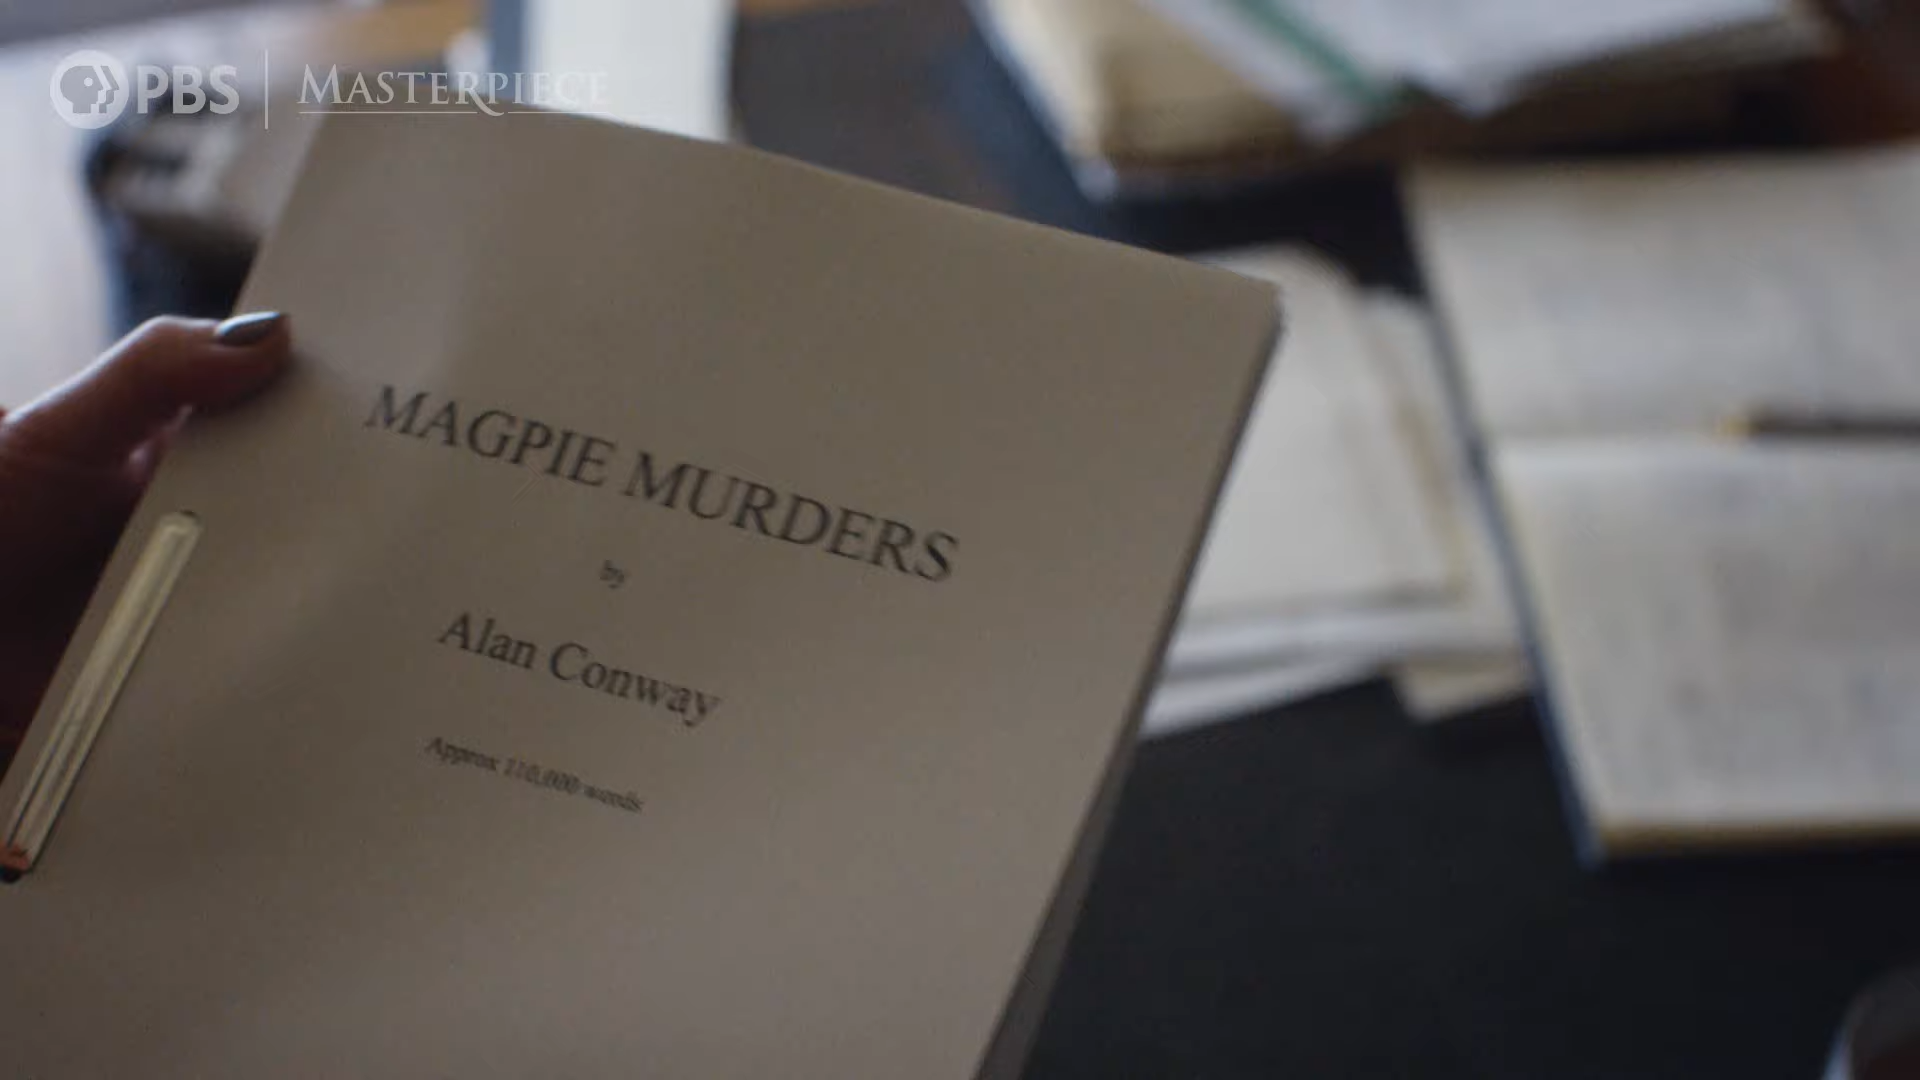 PBS | MASTERPIECE
MAGPIE MURDERS
by
Alan Conway
Approx 110,000 words